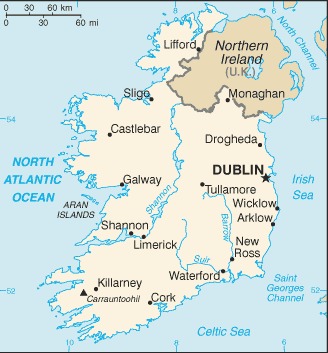 0 30 60 km
0 30 60 mi
North Channel
Lifford
Northern
Ireland
(U.K.)
Sligo
Monaghan
54
54
Castlebar
Drogheda
NORTH
ATLANTIC
OCEAN
DUBLIN
Irish
Sea
Galway
Tullamore
ARAN
ISLANDS
Shannon
Wicklow
Arklow
Barrow
Shannon
Limerick
New
Ross
Suir
Waterford
Saint
Georges
Channel
52
52
Killarney
Carrauntoohil
Cork
Celtic Sea
10
8
6